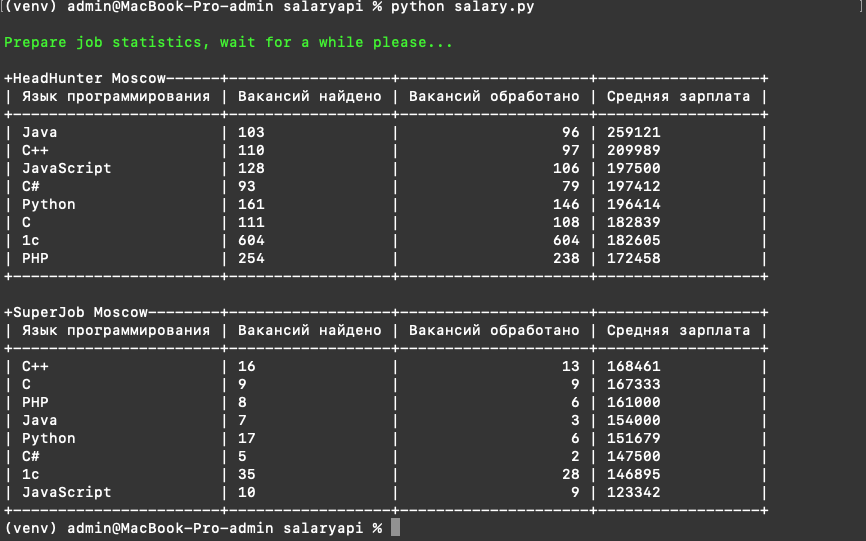 (venv) admin@MacBook-Pro-admin salaryapi % python salary.py
Prepare job statistics, wait for a while please...
+HeadHunter Moscow------+-------------------+---------------------+------------------+
| Язык программирования | Вакансий найдено | Вакансий обработано | Средняя зарплата |
+-----------------------+-------------------+---------------------+------------------+
| Java | 103 | 96 | 259121 |
| C++ | 110 | 97 | 209989 |
| JavaScript | 128 | 106 | 197500 |
| C# | 93 | 79 | 197412 |
| Python | 161 | 146 | 196414 |
| C | 111 | 108 | 182839 |
| 1c | 604 | 604 | 182605 |
| PHP | 254 | 238 | 172458 |
+-----------------------+-------------------+---------------------+------------------+
+SuperJob Moscow--------+-------------------+---------------------+------------------+
| Язык программирования | Вакансий найдено | Вакансий обработано | Средняя зарплата |
+-----------------------+-------------------+---------------------+------------------+
| C++ | 16 | 13 | 168461 |
| C | 9 | 9 | 167333 |
| PHP | 8 | 6 | 161000 |
| Java | 7 | 3 | 154000 |
| Python | 17 | 6 | 151679 |
| C# | 5 | 2 | 147500 |
| 1c | 35 | 28 | 146895 |
| JavaScript | 10 | 9 | 123342 |
+-----------------------+-------------------+---------------------+------------------+
(venv) admin@MacBook-Pro-admin salaryapi %